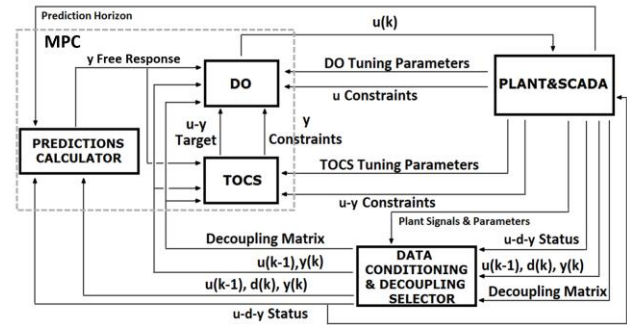 Prediction Horizon
MPC
u(k)
y Free Response
DO
DO Tuning Parameters
u Constraints
PLANT&SCADA
u-y
Target
y
Constraints
PREDICTIONS
CALCULATOR
TOCS
TOCS Tuning Parameters
u-y Constraints
Plant Signals & Parameters
Decoupling Matrix
u(k-1),y(k)
u(k-1), d(k), y(k)
u-d-y Status
DATA
CONDITIONING
& DECOUPLING
SELECTOR
u-d-y Status
u(k-1), d(k), y(k)
Decoupling Matrix